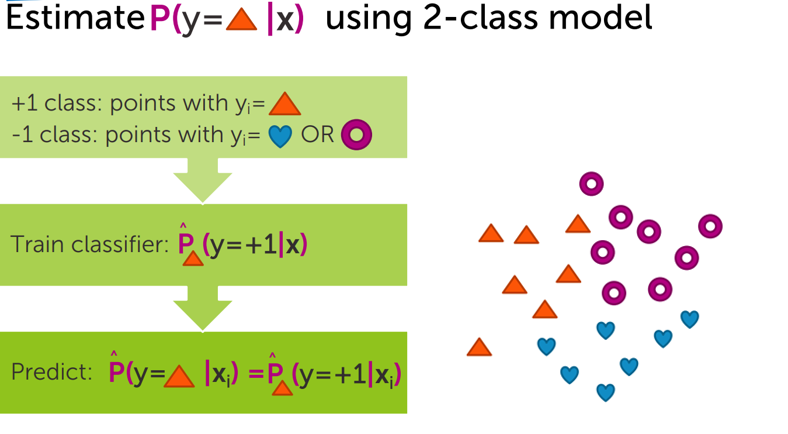 Estimate P(y= |x) using 2-class model
+1 class: points with yᵢ=
-1 class: points with yᵢ= OR
Train classifier: P̂ (y=+1|x)
Predict: P̂(y= |xᵢ) = P̂ (y=+1|xᵢ)